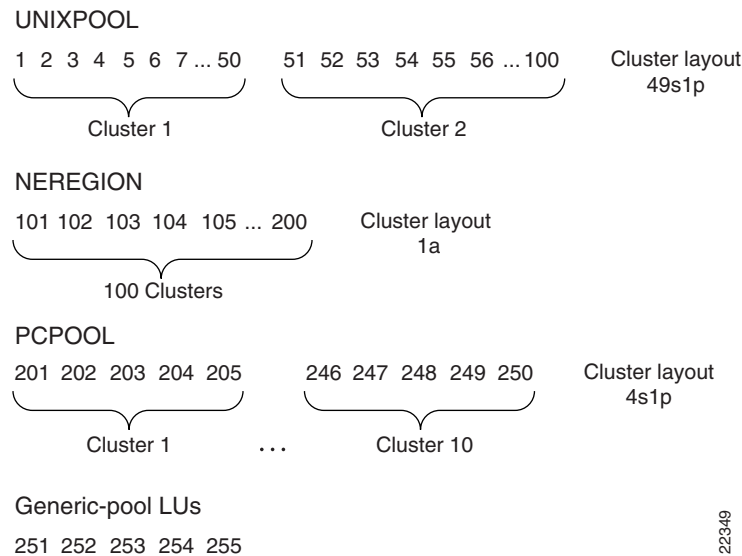 UNIXPOOL
1 2 3 4 5 6 7 ... 50 51 52 53 54 55 56 ... 100 Cluster layout
49s1p
Cluster 1 Cluster 2
NEREGION
101 102 103 104 105 ... 200 Cluster layout
1a
100 Clusters
PCPOOL
201 202 203 204 205 246 247 248 249 250 Cluster layout
4s1p
Cluster 1 ... Cluster 10
Generic-pool LUs
251 252 253 254 255
22349